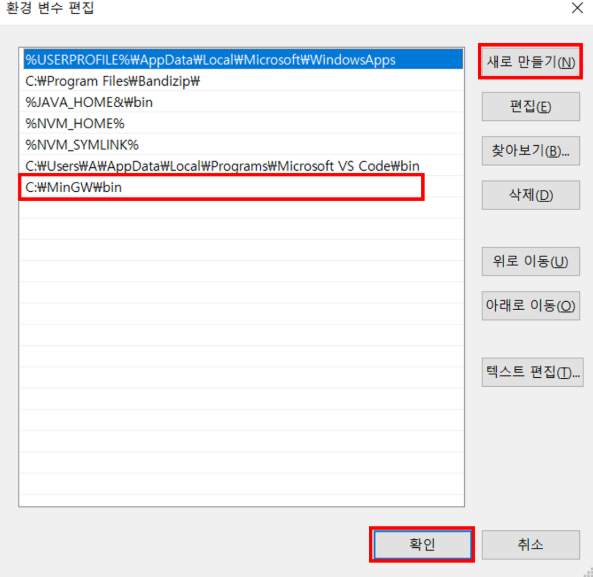 환경 변수 편집
%USERPROFILE%₩AppData₩Local₩Microsoft₩WindowsApps
C:₩Program Files₩Bandizip₩
%JAVA_HOME&₩bin
%NVM_HOME%
%NVM_SYMLINK%
C:₩Users₩A₩AppData₩Local₩Programs₩Microsoft VS Code₩bin
C:₩MinGW₩bin
새로 만들기(N)
편집(E)
찾아보기(B)...
삭제(D)
위로 이동(U)
아래로 이동(O)
텍스트 편집(T)...
확인
취소